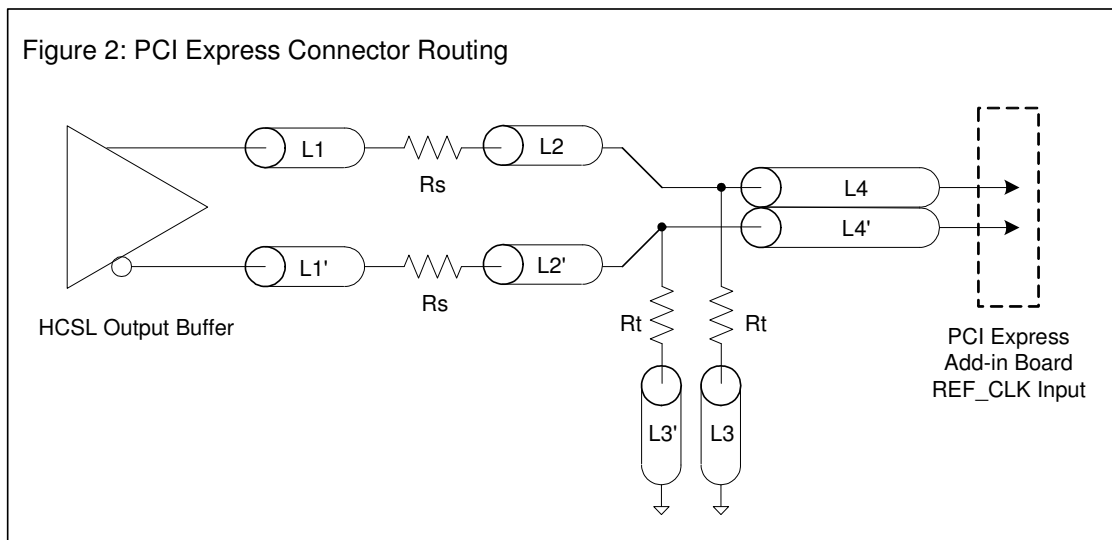 Figure 2: PCI Express Connector Routing
L1
Rs
L2
L4
L4'
L1'
Rs
L2'
HCSL Output Buffer
Rt
Rt
L3'
L3
PCI Express
Add-in Board
REF_CLK Input